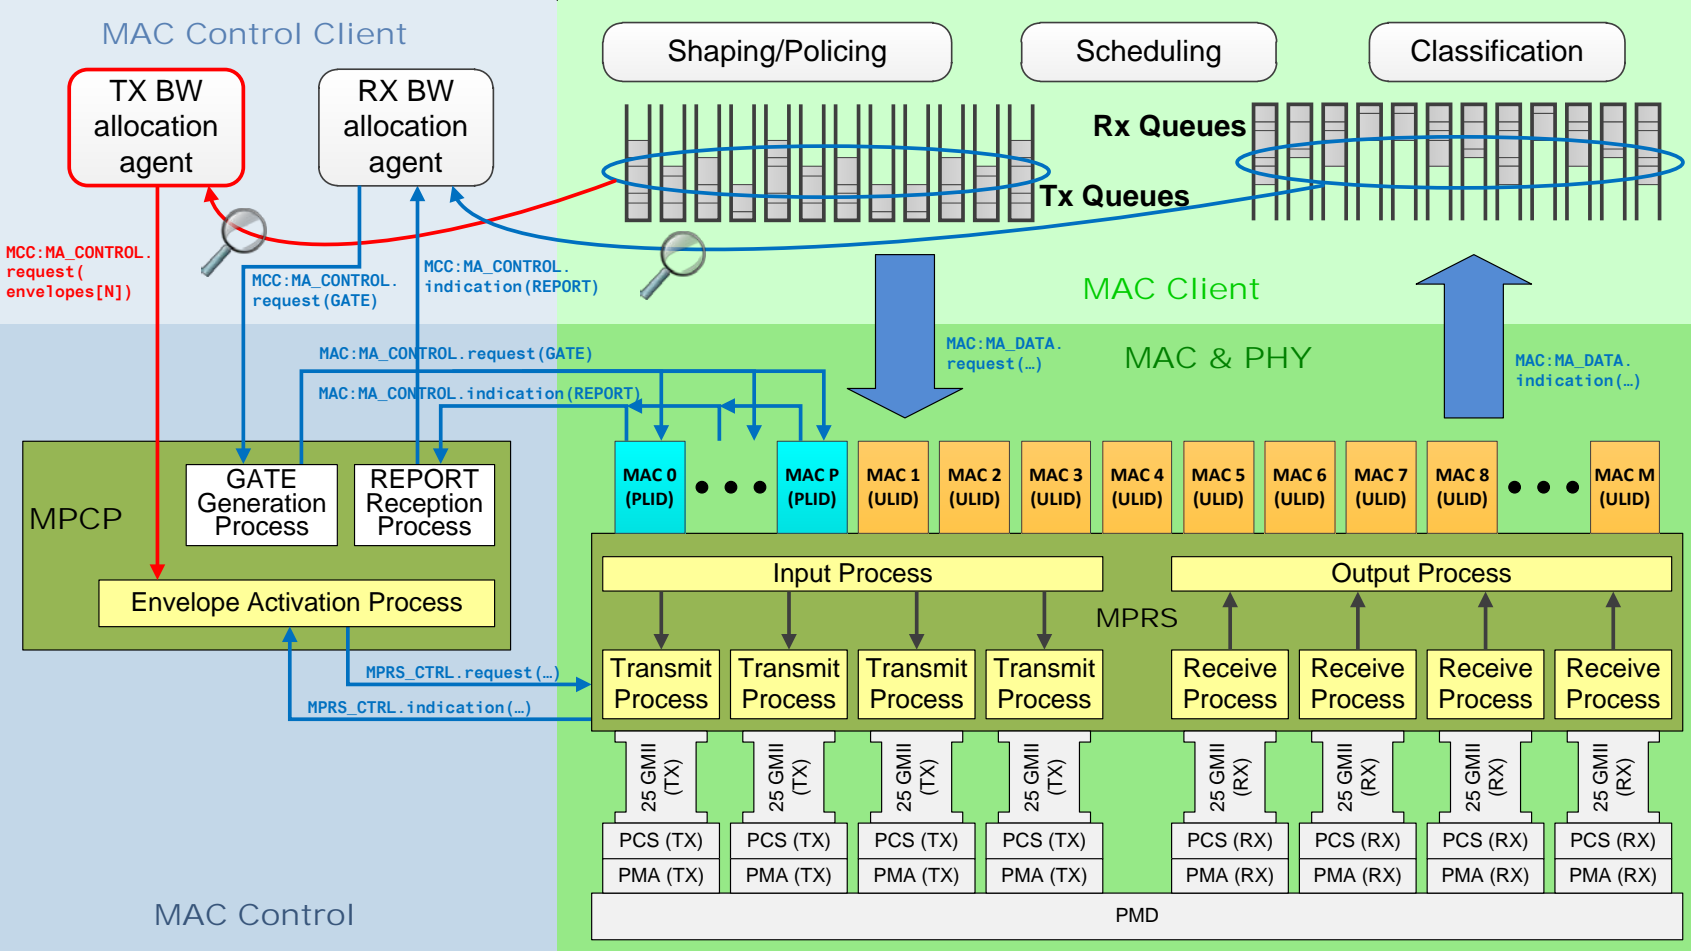 MAC Control Client
TX BW
allocation
agent
RX BW
allocation
agent
Shaping/Policing
Scheduling
Classification
Rx Queues
Tx Queues
MCC:MA_CONTROL.
request(
envelopes[N])
MCC:MA_CONTROL.
request(GATE)
MCC:MA_CONTROL.
indication(REPORT)
MAC Client
MAC:MA_CONTROL.request(GATE)
MAC:MA_CONTROL.indication(REPORT)
MAC:MA_DATA.
request(…)
MAC & PHY
MAC:MA_DATA.
indication(…)
MPCP
GATE
Generation
Process
REPORT
Reception
Process
Envelope Activation Process
MAC 0
(PLID)
MAC P
(PLID)
MAC 1
(ULID)
MAC 2
(ULID)
MAC 3
(ULID)
MAC 4
(ULID)
MAC 5
(ULID)
MAC 6
(ULID)
MAC 7
(ULID)
MAC 8
(ULID)
MAC M
(ULID)
Input Process
Output Process
MPRS
MPRS_CTRL.request(…)
MPRS_CTRL.indication(…)
Transmit
Process
Transmit
Process
Transmit
Process
Transmit
Process
Receive
Process
Receive
Process
Receive
Process
Receive
Process
25 GMII
(TX)
25 GMII
(TX)
25 GMII
(TX)
25 GMII
(TX)
25 GMII
(RX)
25 GMII
(RX)
25 GMII
(RX)
25 GMII
(RX)
PCS (TX)
PCS (TX)
PCS (TX)
PCS (TX)
PCS (RX)
PCS (RX)
PCS (RX)
PCS (RX)
PMA (TX)
PMA (TX)
PMA (TX)
PMA (TX)
PMA (RX)
PMA (RX)
PMA (RX)
PMA (RX)
MAC Control
PMD